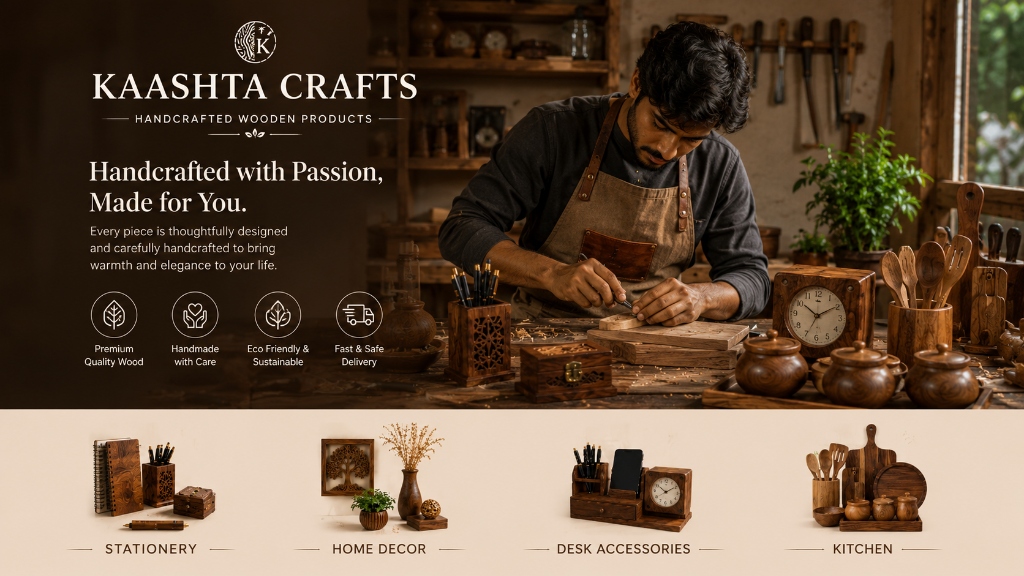 K
KAASHTA CRAFTS
HANDCRAFTED WOODEN PRODUCTS
Handcrafted with Passion,
Made for You.
Every piece is thoughtfully designed
and carefully handcrafted to bring
warmth and elegance to your life.
Premium
Quality Wood
Handmade
with Care
Eco Friendly &
Sustainable
Fast & Safe
Delivery
STATIONERY
HOME DECOR
DESK ACCESSORIES
KITCHEN